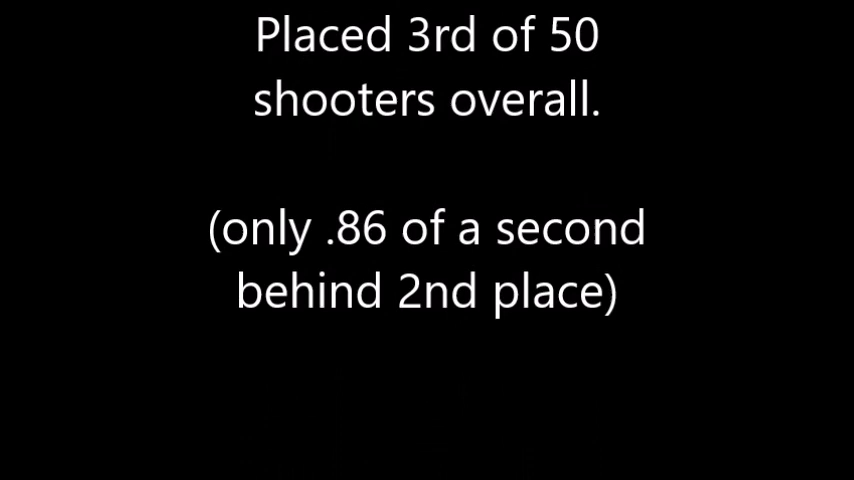 Placed 3rd of 50
shooters overall.
(only .86 of a second
behind 2nd place)